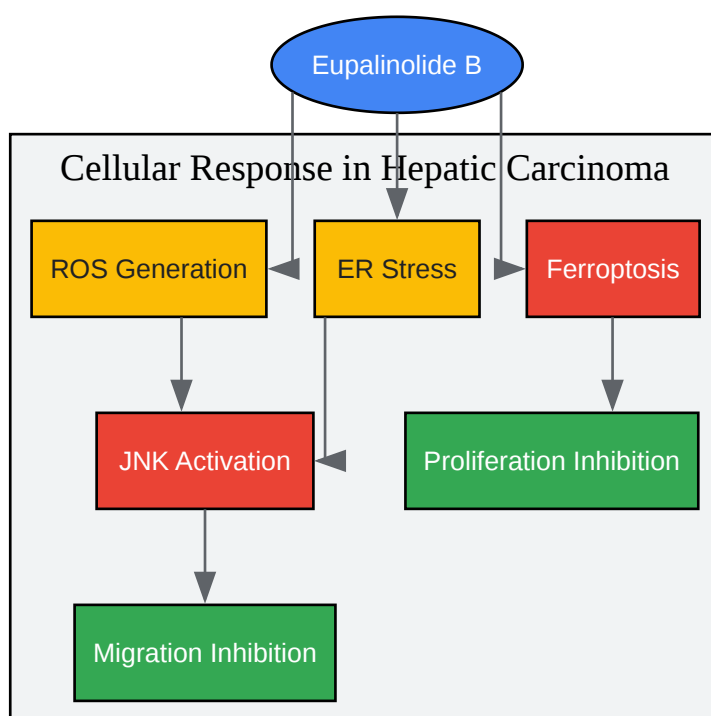 Eupalinolide B
Cellular Response in Hepatic Carcinoma
ROS Generation
ER Stress
Ferroptosis
JNK Activation
Proliferation Inhibition
Migration Inhibition